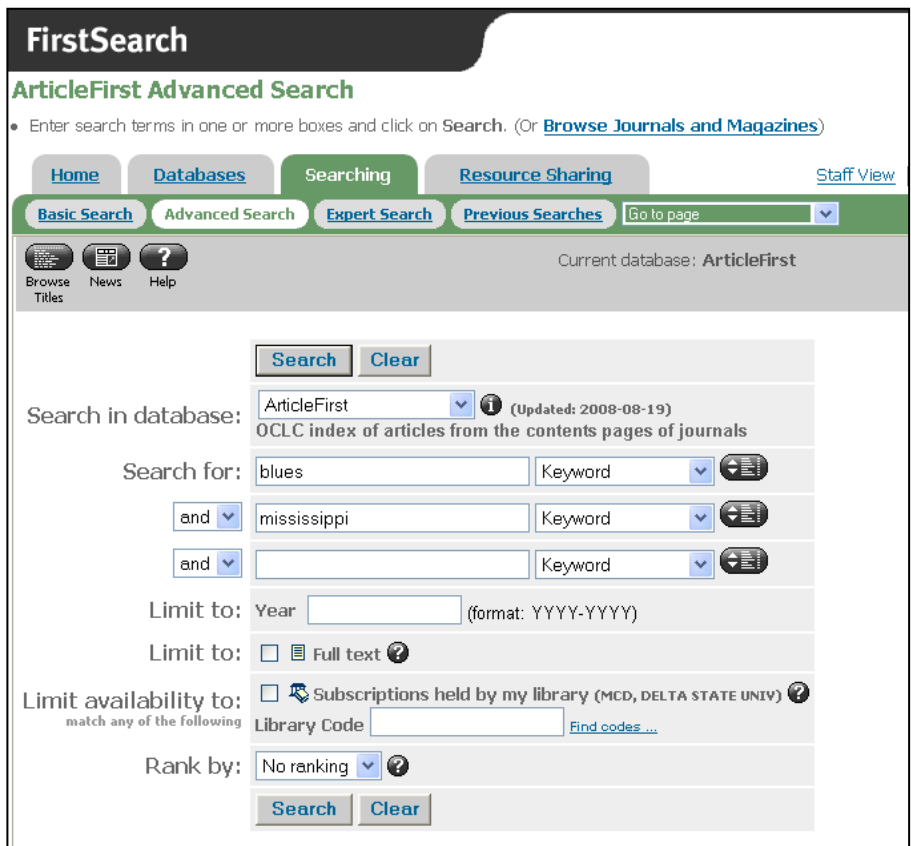 FirstSearch
ArticleFirst Advanced Search
• Enter search terms in one or more boxes and click on Search. (Or Browse Journals and Magazines)
Home Databases Searching Resource Sharing Staff View
Basic Search Advanced Search Expert Search Previous Searches Go to page
Browse Titles News Help
Current database: ArticleFirst
Search Clear
Search in database: ArticleFirst (Updated: 2008-08-19)
OCLC index of articles from the contents pages of journals
Search for: blues Keyword
and mississippi Keyword
and Keyword
Limit to: Year (format: YYYY-YYYY)
Limit to: Full text ?
Limit availability to: Subscriptions held by my library (MCD, DELTA STATE UNIV) ?
match any of the following Library Code Find codes ...
Rank by: No ranking ?
Search Clear